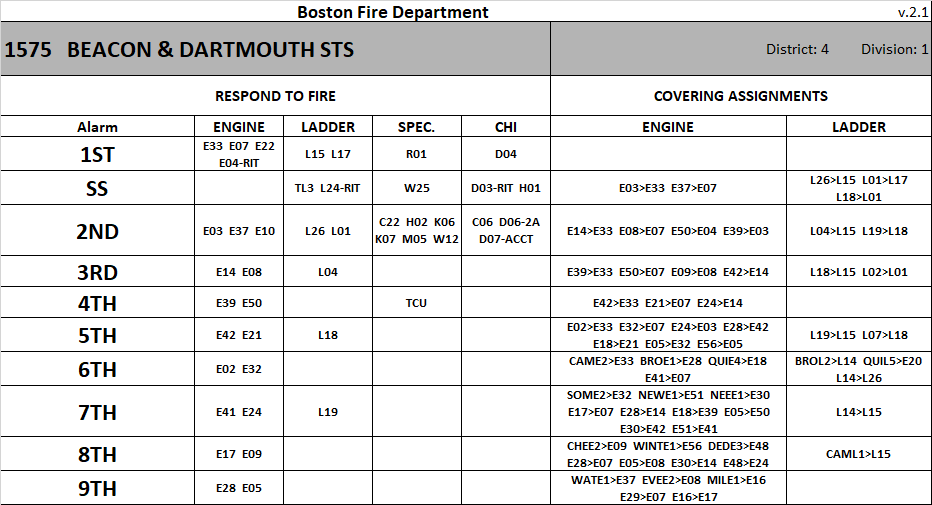 Boston Fire Department v.2.1
1575 BEACON & DARTMOUTH STS District: 4 Division: 1
RESPOND TO FIRE COVERING ASSIGNMENTS
Alarm ENGINE LADDER SPEC. CHI ENGINE LADDER
1ST E33 E07 E22 L15 L17 R01 D04
E04-RIT
SS TL3 L24-RIT W25 D03-RIT H01 E03>E33 E37>E07 L26>L15 L01>L17
L18>L01
2ND E03 E37 E10 L26 L01 C22 H02 K06 C06 D06-2A E14>E33 E08>E07 E50>E04 E39>E03 L04>L15 L19>L18
K07 M05 W12 D07-ACCT
3RD E14 E08 L04 E39>E33 E50>E07 E09>E08 E42>E14 L18>L15 L02>L01
4TH E39 E50 TCU E42>E33 E21>E07 E24>E14
5TH E42 E21 L18 E02>E33 E32>E07 E24>E03 E28>E42 L19>L15 L07>L18
E18>E21 E05>E32 E56>E05
6TH E02 E32 CAME2>E33 BROE1>E28 QUIE4>E18 BROL2>L14 QUIL5>E20
E41>E07 L14>L26
7TH E41 E24 L19 SOME2>E32 NEWE1>E51 NEEE1>E30 L14>L15
E17>E07 E28>E14 E18>E39 E05>E50
E30>E42 E51>E41
8TH E17 E09 CHEE2>E09 WINTE1>E56 DEDE3>E48 CAML1>L15
E28>E07 E05>E08 E30>E14 E48>E24
9TH E28 E05 WATE1>E37 EVEE2>E08 MILE1>E16
E29>E07 E16>E17